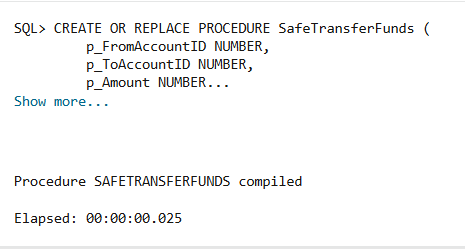 SQL> CREATE OR REPLACE PROCEDURE SafeTransferFunds (
p_FromAccountID NUMBER,
p_ToAccountID NUMBER,
p_Amount NUMBER...
Show more...
Procedure SAFETRANSFERFUNDS compiled
Elapsed: 00:00:00.025